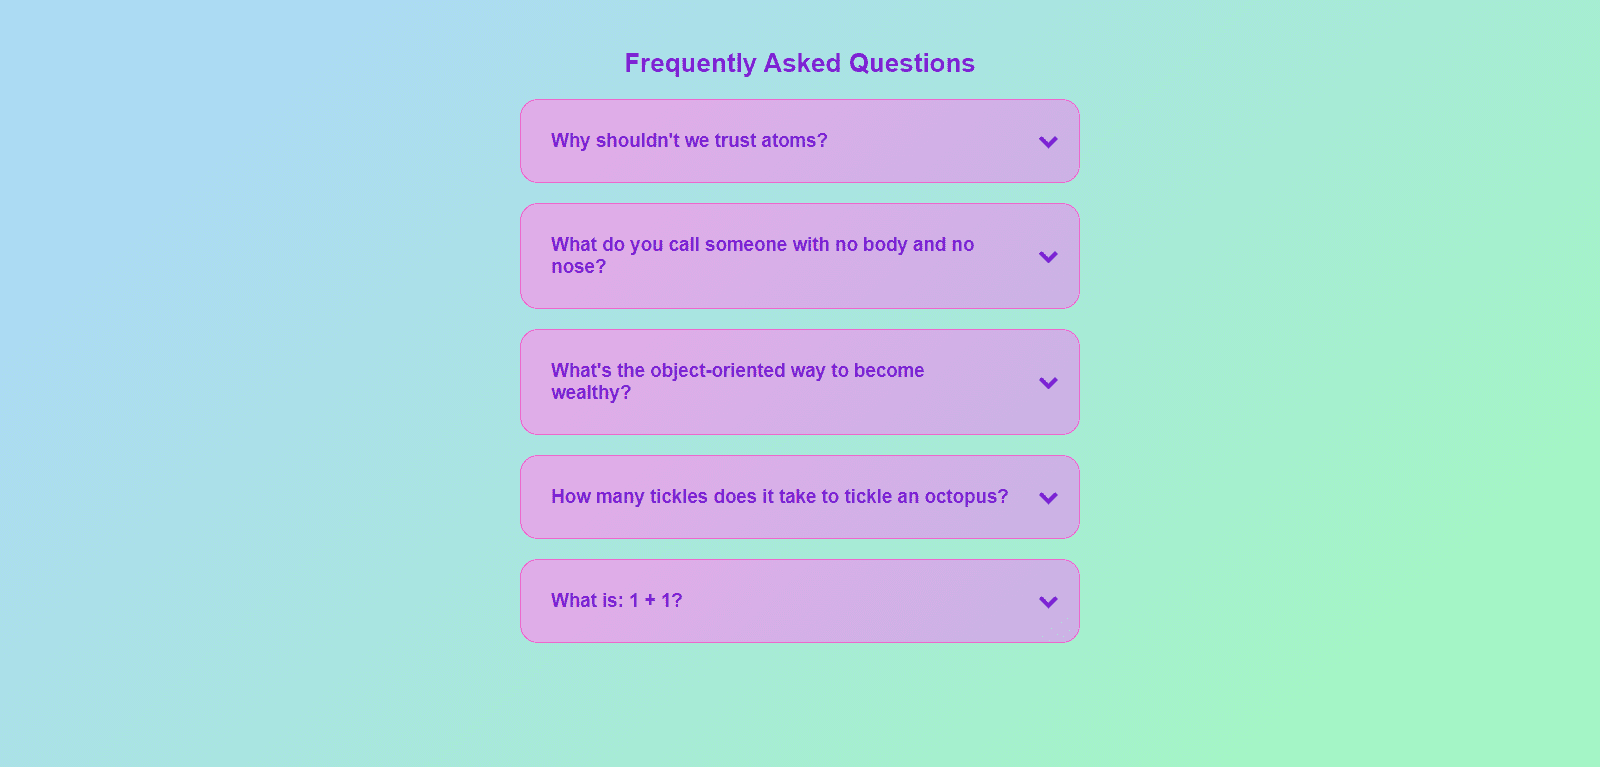 Frequently Asked Questions
Why shouldn't we trust atoms?
What do you call someone with no body and no
nose?
What's the object-oriented way to become
wealthy?
How many tickles does it take to tickle an octopus?
What is: 1 + 1?